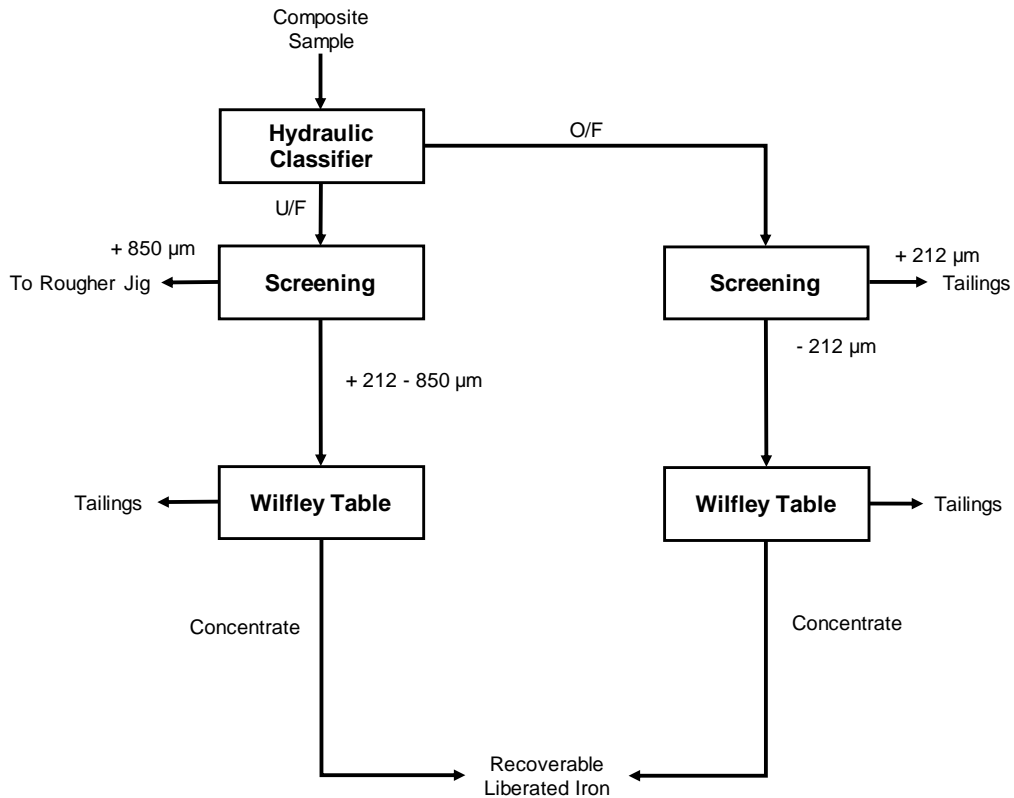 Composite
Sample
Hydraulic
Classifier
O/F
U/F
+ 850 µm
To Rougher Jig
Screening
Screening
+ 212 µm
Tailings
- 212 µm
+ 212 - 850 µm
Tailings
Wilfley Table
Wilfley Table
Tailings
Concentrate
Concentrate
Recoverable
Liberated Iron